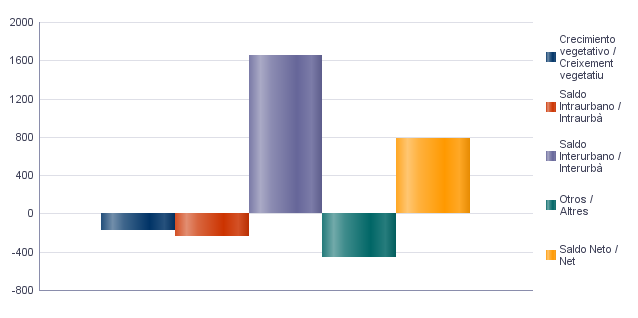 2000
1600
1200
800
400
0
-400
-800
Crecimiento
vegetativo /
Creixement
vegetatiu
Saldo
Intraurbano /
Intraurbà
Saldo
Interurbano /
Interurbà
Otros /
Altres
Saldo Neto /
Net